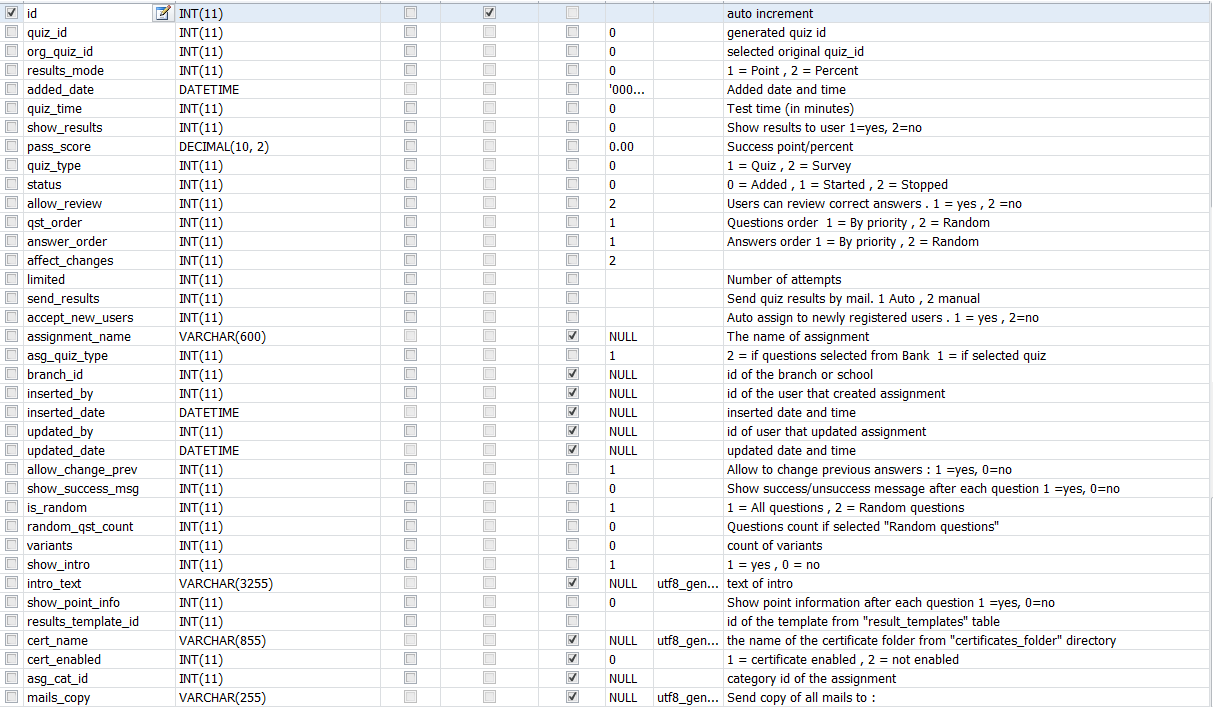 id INT(11) auto increment
quiz_id INT(11) 0 generated quiz id
org_quiz_id INT(11) 0 selected original quiz_id
results_mode INT(11) 0 1 = Point , 2 = Percent
added_date DATETIME '000... Added date and time
quiz_time INT(11) 0 Test time (in minutes)
show_results INT(11) 0 Show results to user 1=yes, 2=no
pass_score DECIMAL(10, 2) 0.00 Success point/percent
quiz_type INT(11) 0 1 = Quiz , 2 = Survey
status INT(11) 0 0 = Added , 1 = Started , 2 = Stopped
allow_review INT(11) 2 Users can review correct answers . 1 = yes , 2 =no
qst_order INT(11) 1 Questions order  1 = By priority , 2 = Random
answer_order INT(11) 1 Answers order 1 = By priority , 2 = Random
affect_changes INT(11) 2
limited INT(11) Number of attempts
send_results INT(11) Send quiz results by mail. 1 Auto , 2 manual
accept_new_users INT(11) Auto assign to newly registered users . 1 = yes , 2=no
assignment_name VARCHAR(600) NULL The name of assignment
asg_quiz_type INT(11) 1 2 = if questions selected from Bank  1 = if selected quiz
branch_id INT(11) NULL id of the branch or school
inserted_by INT(11) NULL id of the user that created assignment
inserted_date DATETIME NULL inserted date and time
updated_by INT(11) NULL id of user that updated assignment
updated_date DATETIME NULL updated date and time
allow_change_prev INT(11) 1 Allow to change previous answers : 1 =yes, 0=no
show_success_msg INT(11) 0 Show success/unsuccess message after each question 1 =yes, 0=no
is_random INT(11) 1 1 = All questions , 2 = Random questions
random_qst_count INT(11) 0 Questions count if selected "Random questions"
variants INT(11) 0 count of variants
show_intro INT(11) 1 1 = yes , 0 = no
intro_text VARCHAR(3255) NULL utf8_gen... text of intro
show_point_info INT(11) 0 Show point information after each question 1 =yes, 0=no
results_template_id INT(11) id of the template from "result_templates" table
cert_name VARCHAR(855) NULL utf8_gen... the name of the certificate folder from "certificates_folder" directory
cert_enabled INT(11) 0 1 = certificate enabled , 2 = not enabled
asg_cat_id INT(11) NULL category id of the assignment
mails_copy VARCHAR(255) NULL utf8_gen... Send copy of all mails to :